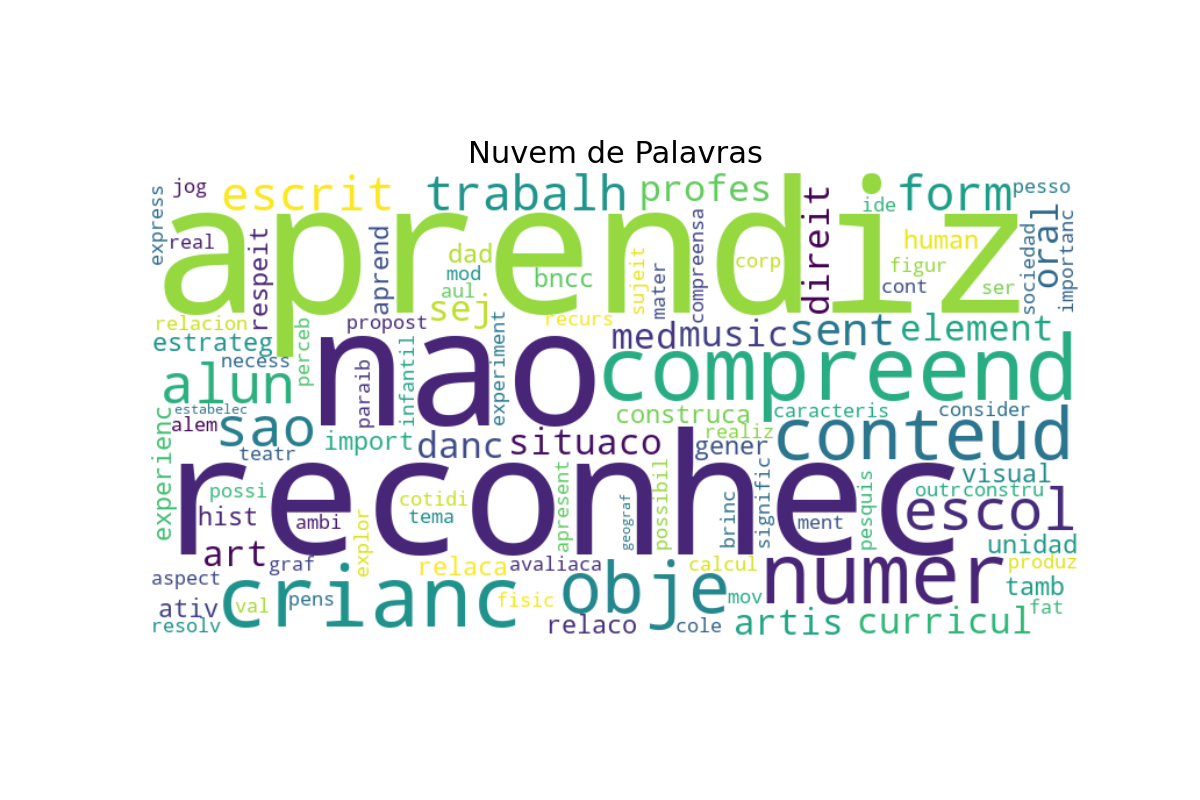 Nuvem de Palavras
express
jog
escrit
trabalh
profes
direit
ide
form
pesso
aprendiz
real
respeit
aprend
dad
mod
aul
bncc
sej
sujeit
mater
compreensa
corp
human
figur
cont
ser
sociedad
oral
importanc
relacion
estrateg
necess
perceb
propost
nao
recurs
experiment
med
music
sent
element
alun
paraib
infantil
compreend
estabelec
alem
sao
teatr
import
danc
situaco
construca
realiz
gener
caracteris
consider
conteud
experienc
reconhec
possi
hist
ambi
cotidi
tema
apresent
geograf
possibil
brinc
signific
ment
pesquis
visual
outr
constru
escol
unidad
art
graf
explor
relaca
avaliaca
calcul
numer
produz
tamb
aspect
ativ
val
resolv
crianc
pens
fisic
obje
relaco
cole
mov
artis
curricul
fat